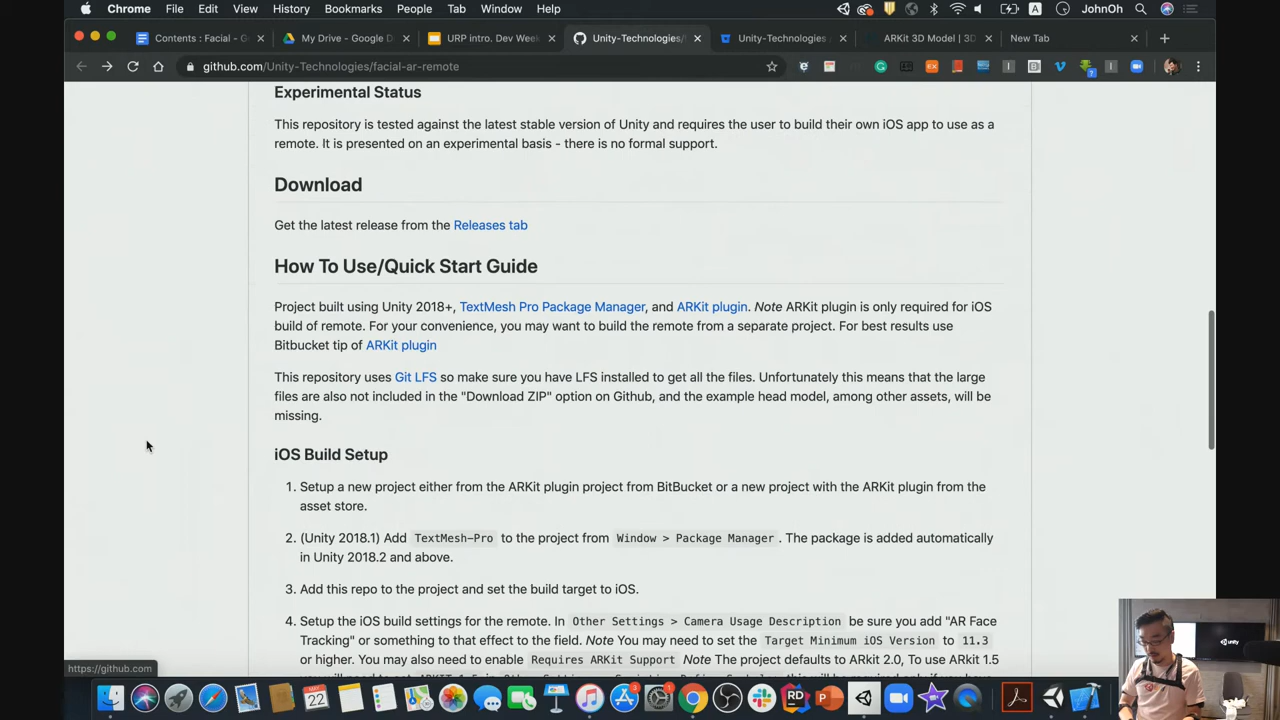 Chrome File Edit View History Bookmarks People Tab Window Help JohnOh
Contents : Facial - G My Drive - Google D URP intro. Dev Week Unity-Technologies/ Unity-Technologies ARKit 3D Model | 3D New Tab
github.com/Unity-Technologies/facial-ar-remote
Experimental Status
This repository is tested against the latest stable version of Unity and requires the user to build their own iOS app to use as a
remote. It is presented on an experimental basis - there is no formal support.
Download
Get the latest release from the Releases tab
How To Use/Quick Start Guide
Project built using Unity 2018+, TextMesh Pro Package Manager, and ARKit plugin. Note ARKit plugin is only required for iOS
build of remote. For your convenience, you may want to build the remote from a separate project. For best results use
Bitbucket tip of ARKit plugin
This repository uses Git LFS so make sure you have LFS installed to get all the files. Unfortunately this means that the large
files are also not included in the "Download ZIP" option on Github, and the example head model, among other assets, will be
missing.
iOS Build Setup
1. Setup a new project either from the ARKit plugin project from BitBucket or a new project with the ARKit plugin from the
asset store.
2. (Unity 2018.1) Add TextMesh-Pro to the project from Window > Package Manager . The package is added automatically
in Unity 2018.2 and above.
3. Add this repo to the project and set the build target to iOS.
4. Setup the iOS build settings for the remote. In Other Settings > Camera Usage Description be sure you add "AR Face
Tracking" or something to that effect to the field. Note You may need to set the Target Minimum iOS Version to 11.3
or higher. You may also need to enable Requires ARKit Support Note The project defaults to ARkit 2.0, To use ARKit 1.5
https://github.com
unity